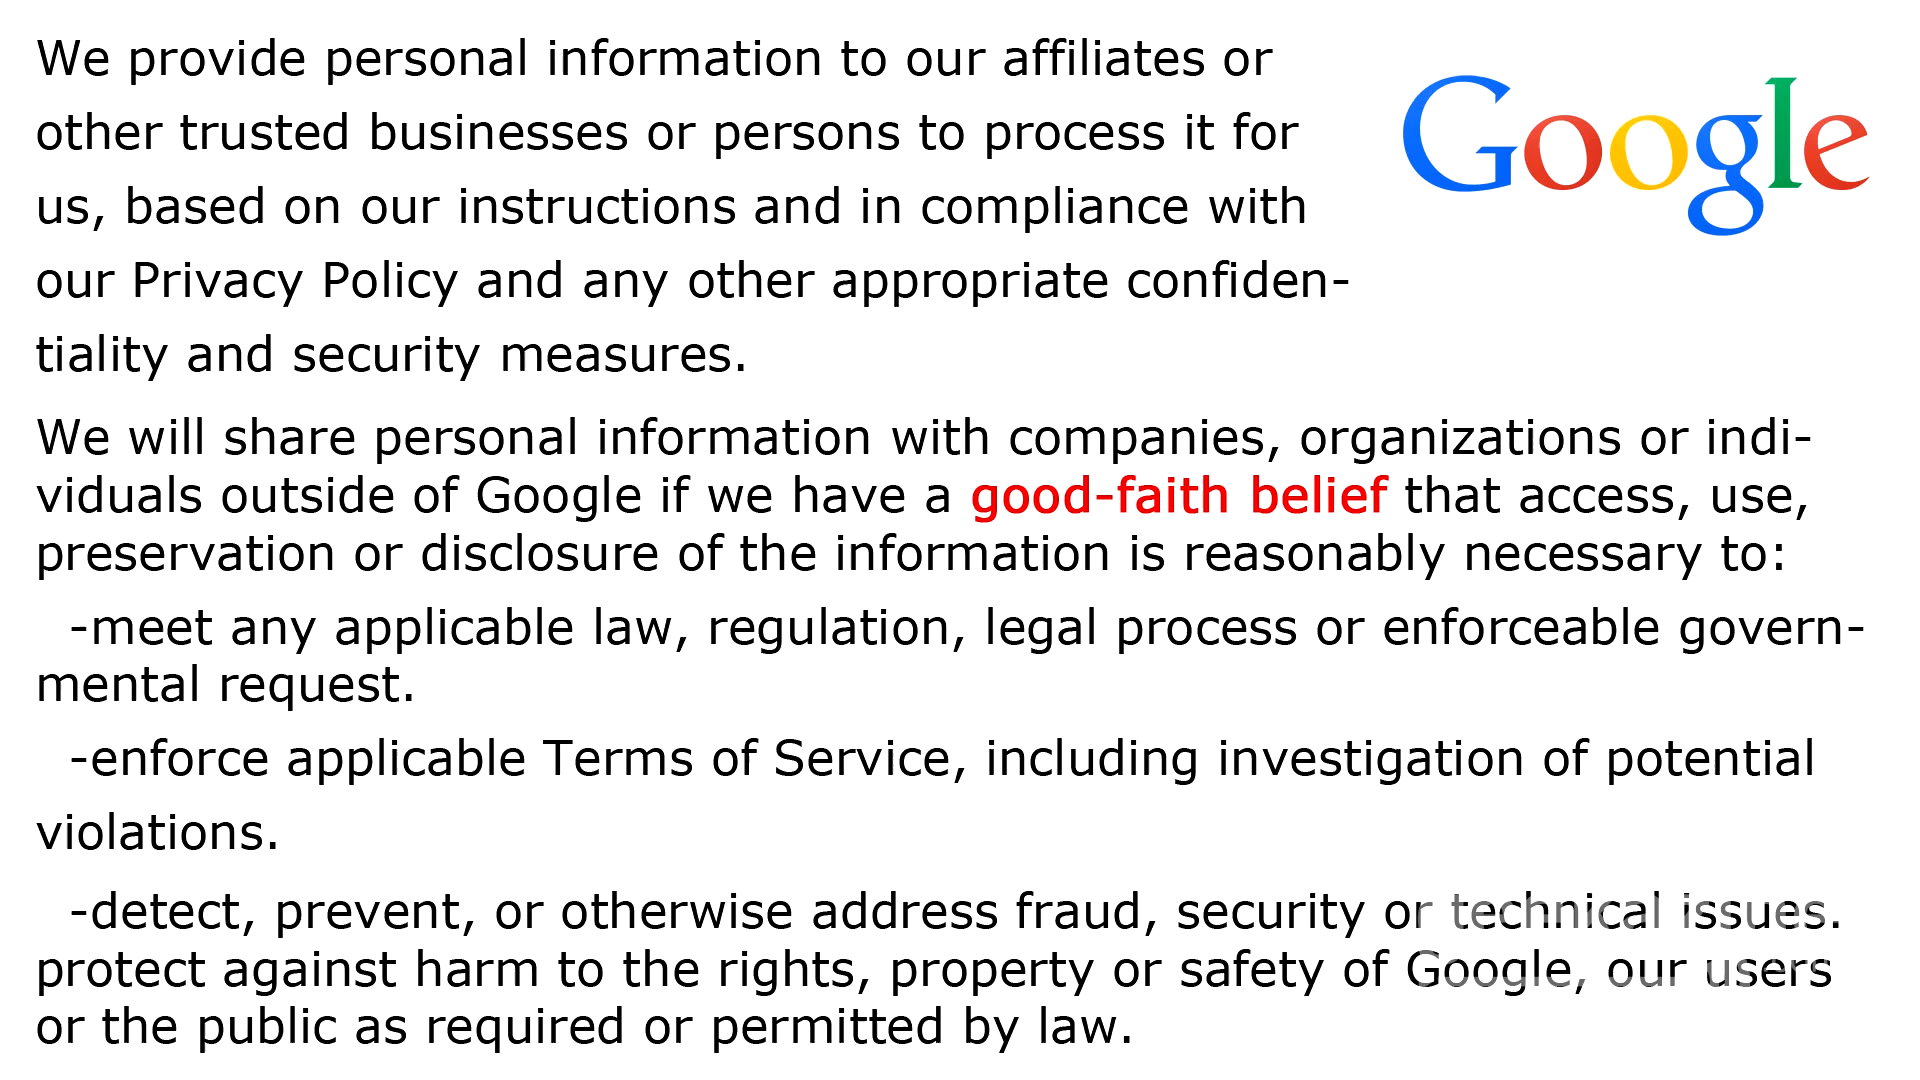 We provide personal information to our affiliates or
Google
other trusted businesses or persons to process it for
us, based on our instructions and in compliance with
our Privacy Policy and any other appropriate confiden-
tiality and security measures.
We will share personal information with companies, organizations or indi-
viduals outside of Google if we have a good-faith belief that access, use,
preservation or disclosure of the information is reasonably necessary to:
-meet any applicable law, regulation, legal process or enforceable govern-
mental request.
-enforce applicable Terms of Service, including investigation of potential
violations.
-detect, prevent, or otherwise address fraud, security or technical issues.
protect against harm to the rights, property or safety of Google, our users
or the public as required or permitted by law.